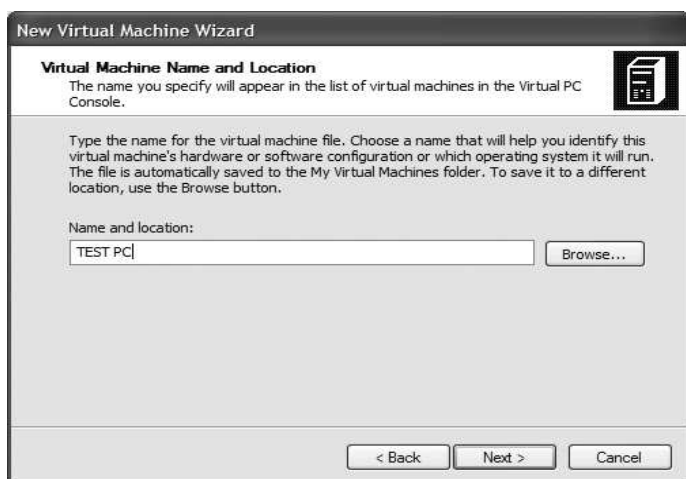 New Virtual Machine Wizard
Virtual Machine Name and Location
The name you specify will appear in the list of virtual machines in the Virtual PC
Console.
Type the name for the virtual machine file. Choose a name that will help you identify this
virtual machine's hardware or software configuration or which operating system it will run.
The file is automatically saved to the My Virtual Machines folder. To save it to a different
location, use the Browse button.
Name and location:
TEST PC
Browse...
< Back
Next >
Cancel